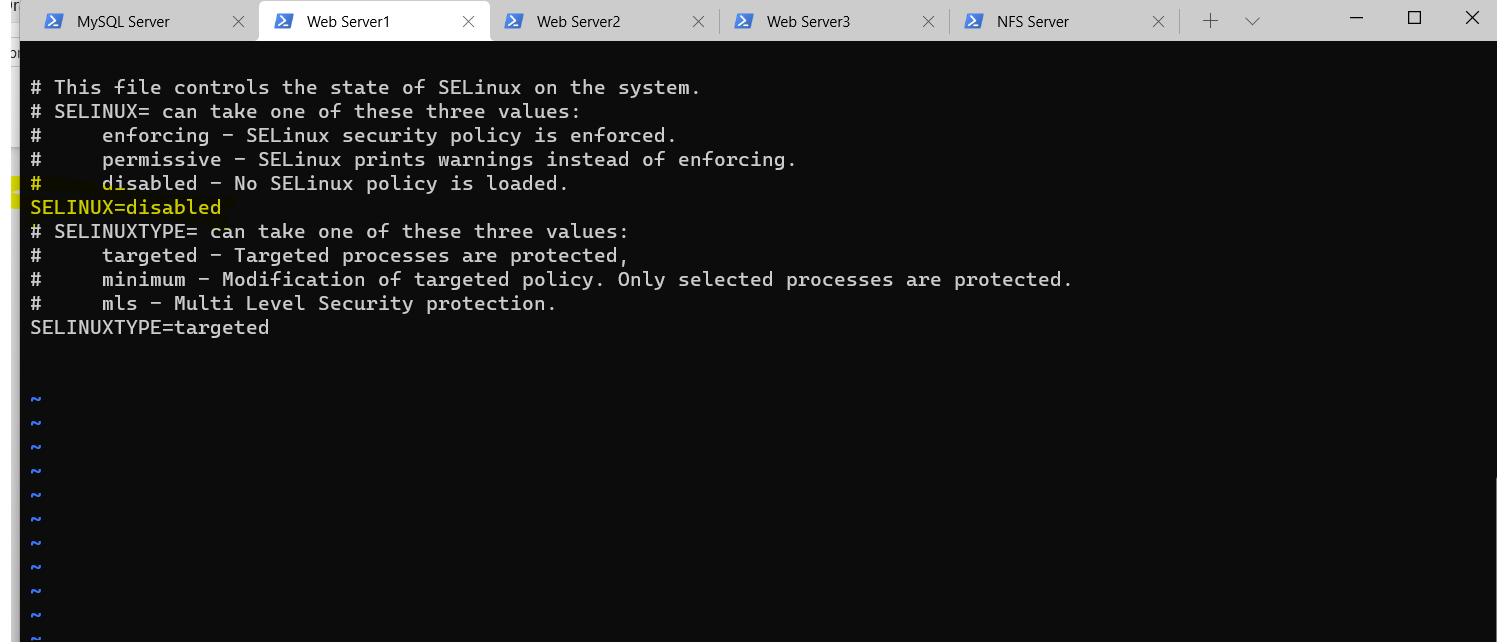 MySQL Server
Web Server1
Web Server2
Web Server3
NFS Server
# This file controls the state of SELinux on the system.
# SELINUX= can take one of these three values:
#     enforcing - SELinux security policy is enforced.
#     permissive - SELinux prints warnings instead of enforcing.
#     disabled - No SELinux policy is loaded.
SELINUX=disabled
# SELINUXTYPE= can take one of these three values:
#     targeted - Targeted processes are protected,
#     minimum - Modification of targeted policy. Only selected processes are protected.
#     mls - Multi Level Security protection.
SELINUXTYPE=targeted
~
~
~
~
~
~
~
~
~
~
~